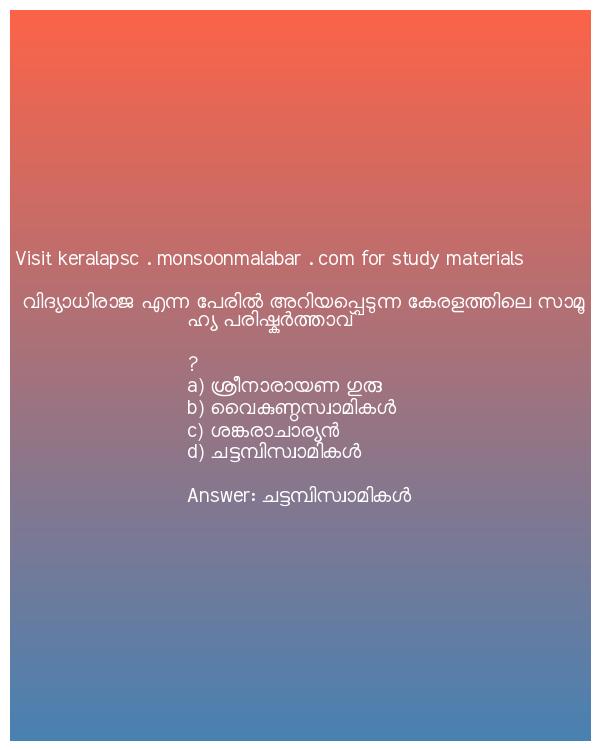 Visit keralapsc . monsoonmalabar . com for study materials
വിദ്യാധിരാജ എന്ന പേരിൽ അറിയപ്പെടുന്ന കേരളത്തിലെ സാമൂ
ഹ്യ പരിഷ്കർത്താവ്
?
a) ശ്രീനാരായണ ഗുരു
b) വൈകുണ്ഠസ്വാമികൾ
c) ശങ്കരാചാര്യൻ
d) ചട്ടമ്പിസ്വാമികൾ
Answer: ചട്ടമ്പിസ്വാമികൾ